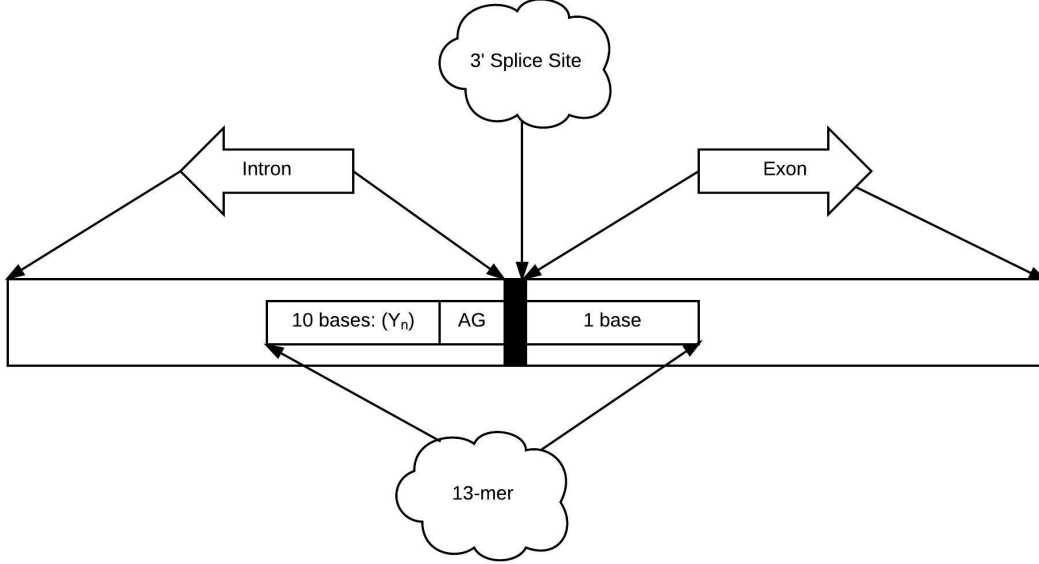 3' Splice Site
Intron
Exon
10 bases: (Yₙ)
AG
1 base
13-mer